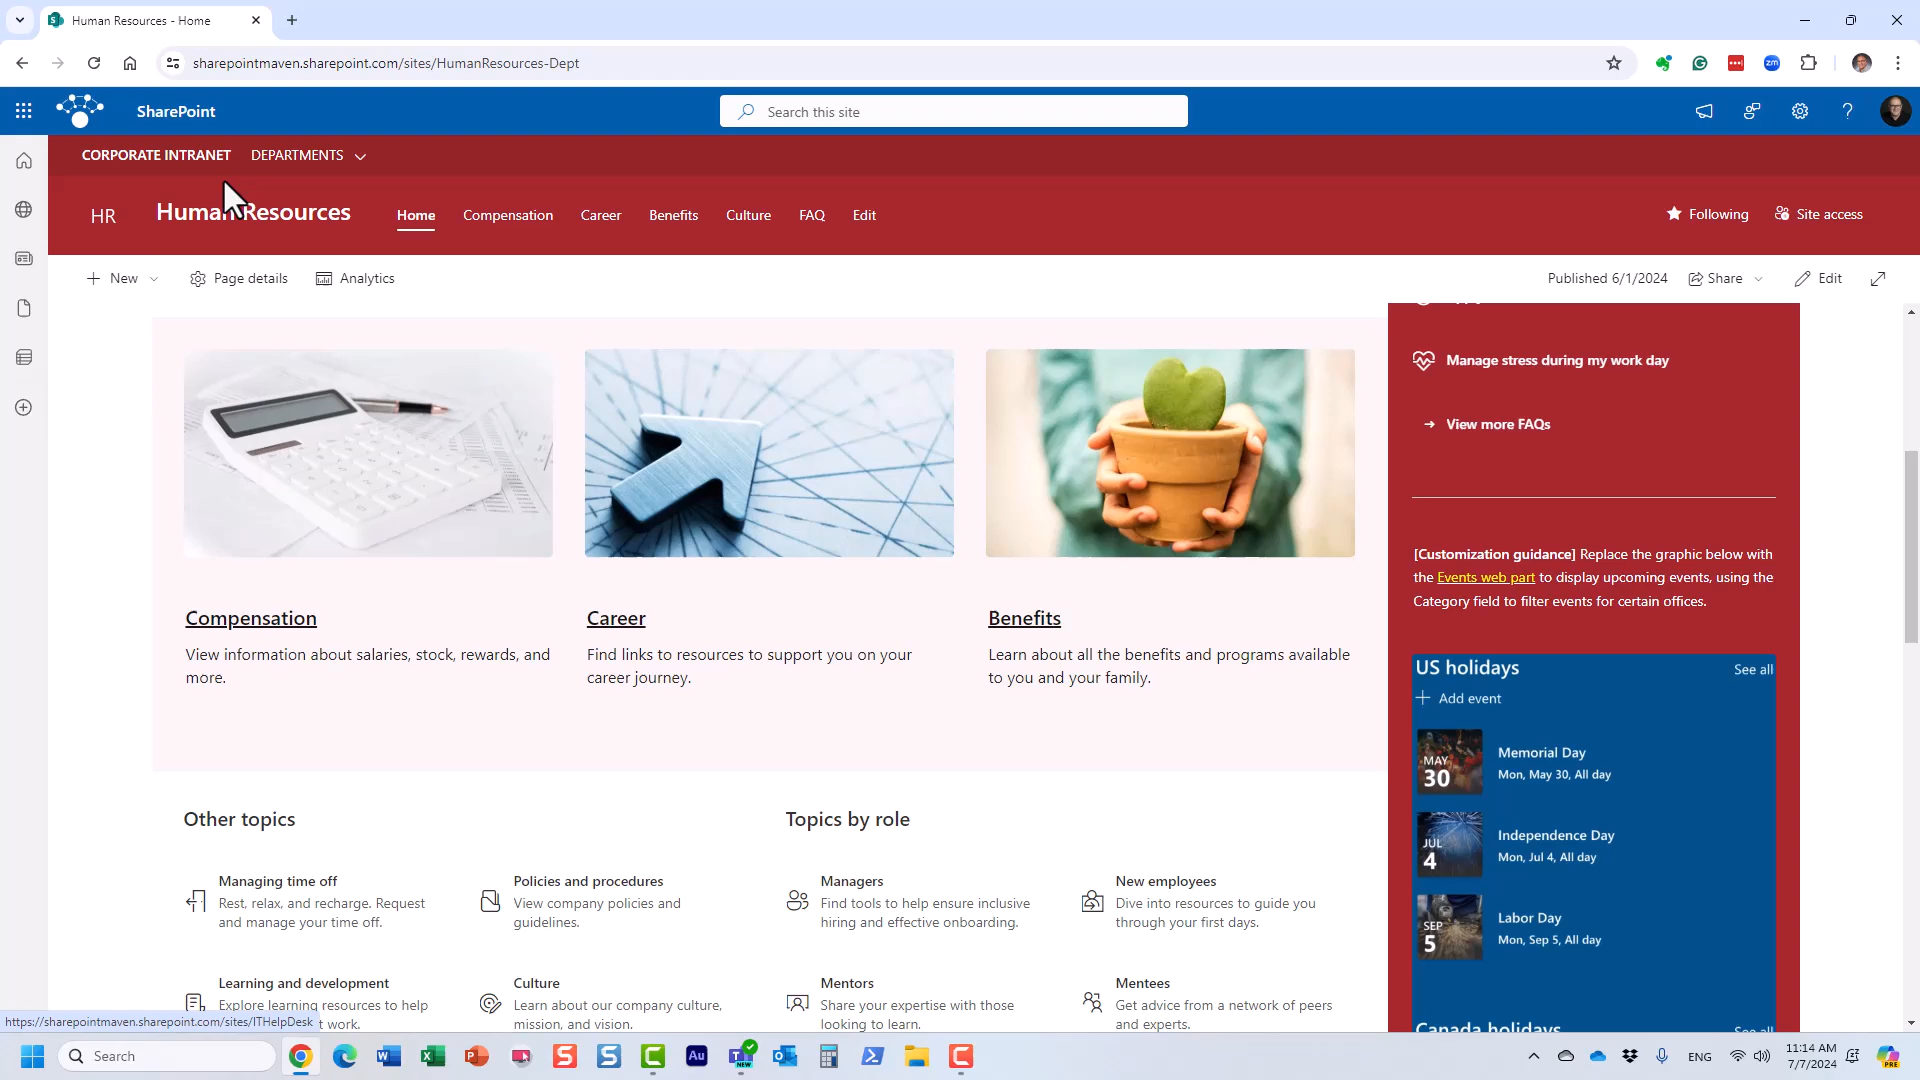 Human Resources - Home
sharepointmaven.sharepoint.com/sites/HumanResources-Dept
zm
SharePoint
Search this site
CORPORATE INTRANET DEPARTMENTS
HR Human Resources Home Compensation Career Benefits Culture FAQ Edit
Following Site access
New Page details Analytics
Published 6/1/2024 Share Edit
Manage stress during my work day
View more FAQs
[Customization guidance] Replace the graphic below with
the Events web part to display upcoming events, using the
Category field to filter events for certain offices.
Compensation
View information about salaries, stock, rewards, and
more.
Career
Find links to resources to support you on your
career journey.
Benefits
Learn about all the benefits and programs available
to you and your family.
US holidays See all
Add event
MAY
30
Memorial Day
Mon, May 30, All day
JUL
4
Independence Day
Mon, Jul 4, All day
SEP
5
Labor Day
Mon, Sep 5, All day
Canada holidays See all
Other topics
Managing time off
Rest, relax, and recharge. Request
and manage your time off.
Policies and procedures
View company policies and
guidelines.
Learning and development
Explore learning resources to help
t work.
Culture
Learn about our company culture,
mission, and vision.
Topics by role
Managers
Find tools to help ensure inclusive
hiring and effective onboarding.
New employees
Dive into resources to guide you
through your first days.
Mentors
Share your expertise with those
looking to learn.
Mentees
Get advice from a network of peers
and experts.
https://sharepointmaven.sharepoint.com/sites/ITHelpDesk
Search
Au
NEW
ENG
11:14 AM
7/7/2024
PRE